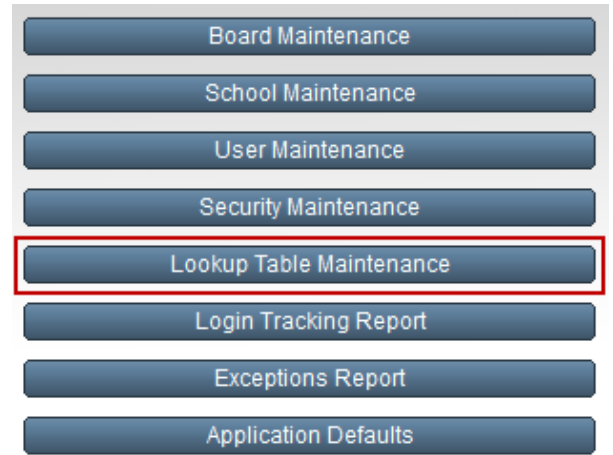 Board Maintenance
School Maintenance
User Maintenance
Security Maintenance
Lookup Table Maintenance
Login Tracking Report
Exceptions Report
Application Defaults